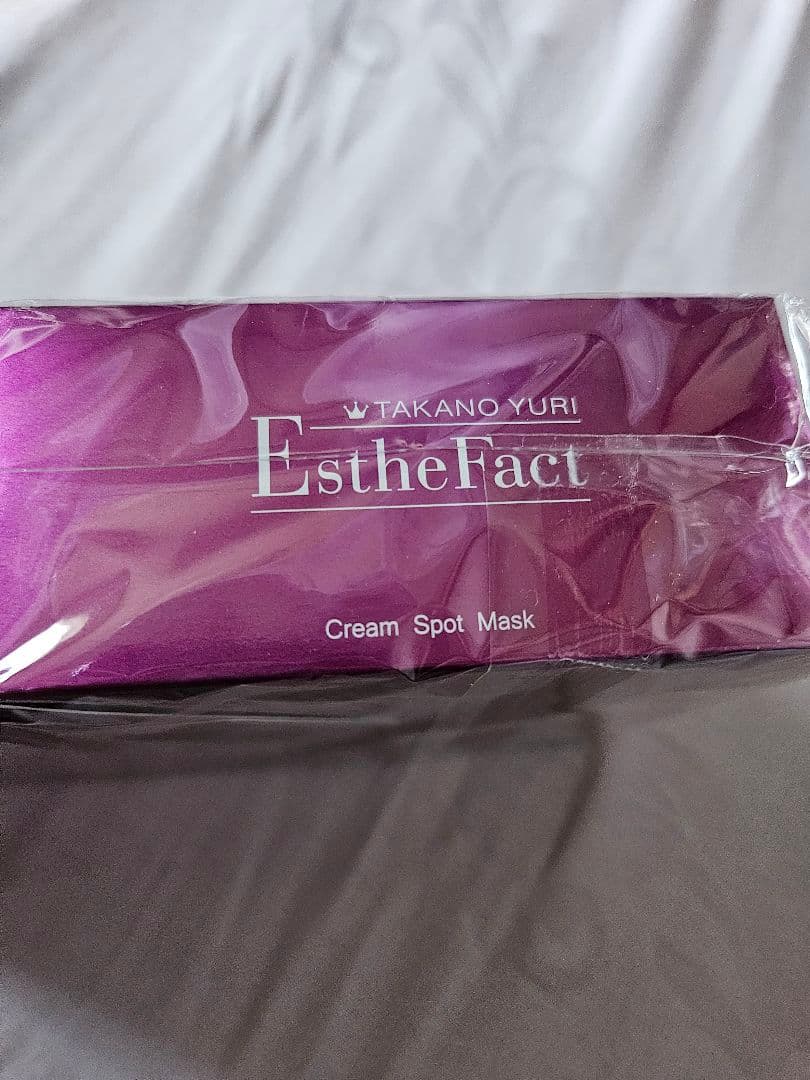 TAKANO YURI
EstheFact
Cream Spot Mask